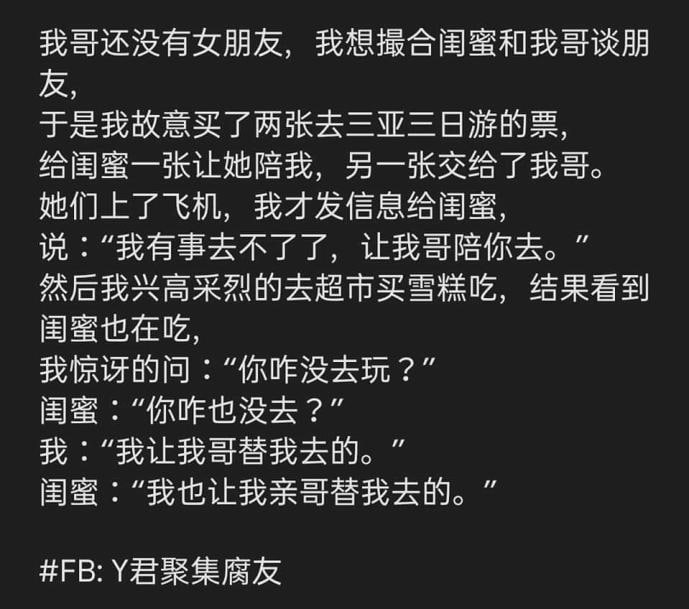 我哥还没有女朋友，我想撮合闺蜜和我哥谈朋
友，
于是我故意买了两张去三亚三日游的票，
给闺蜜一张让她陪我，另一张交给了我哥。
她们上了飞机，我才发信息给闺蜜，
说：“我有事去不了了，让我哥陪你去。”
然后我兴高采烈的去超市买雪糕吃，结果看到
闺蜜也在吃，
我惊讶的问：“你咋没去玩？”
闺蜜：“你咋也没去？”
我：“我让我哥替我去的。”
闺蜜：“我也让我亲哥替我去的。”
#FB: Y君聚集腐友